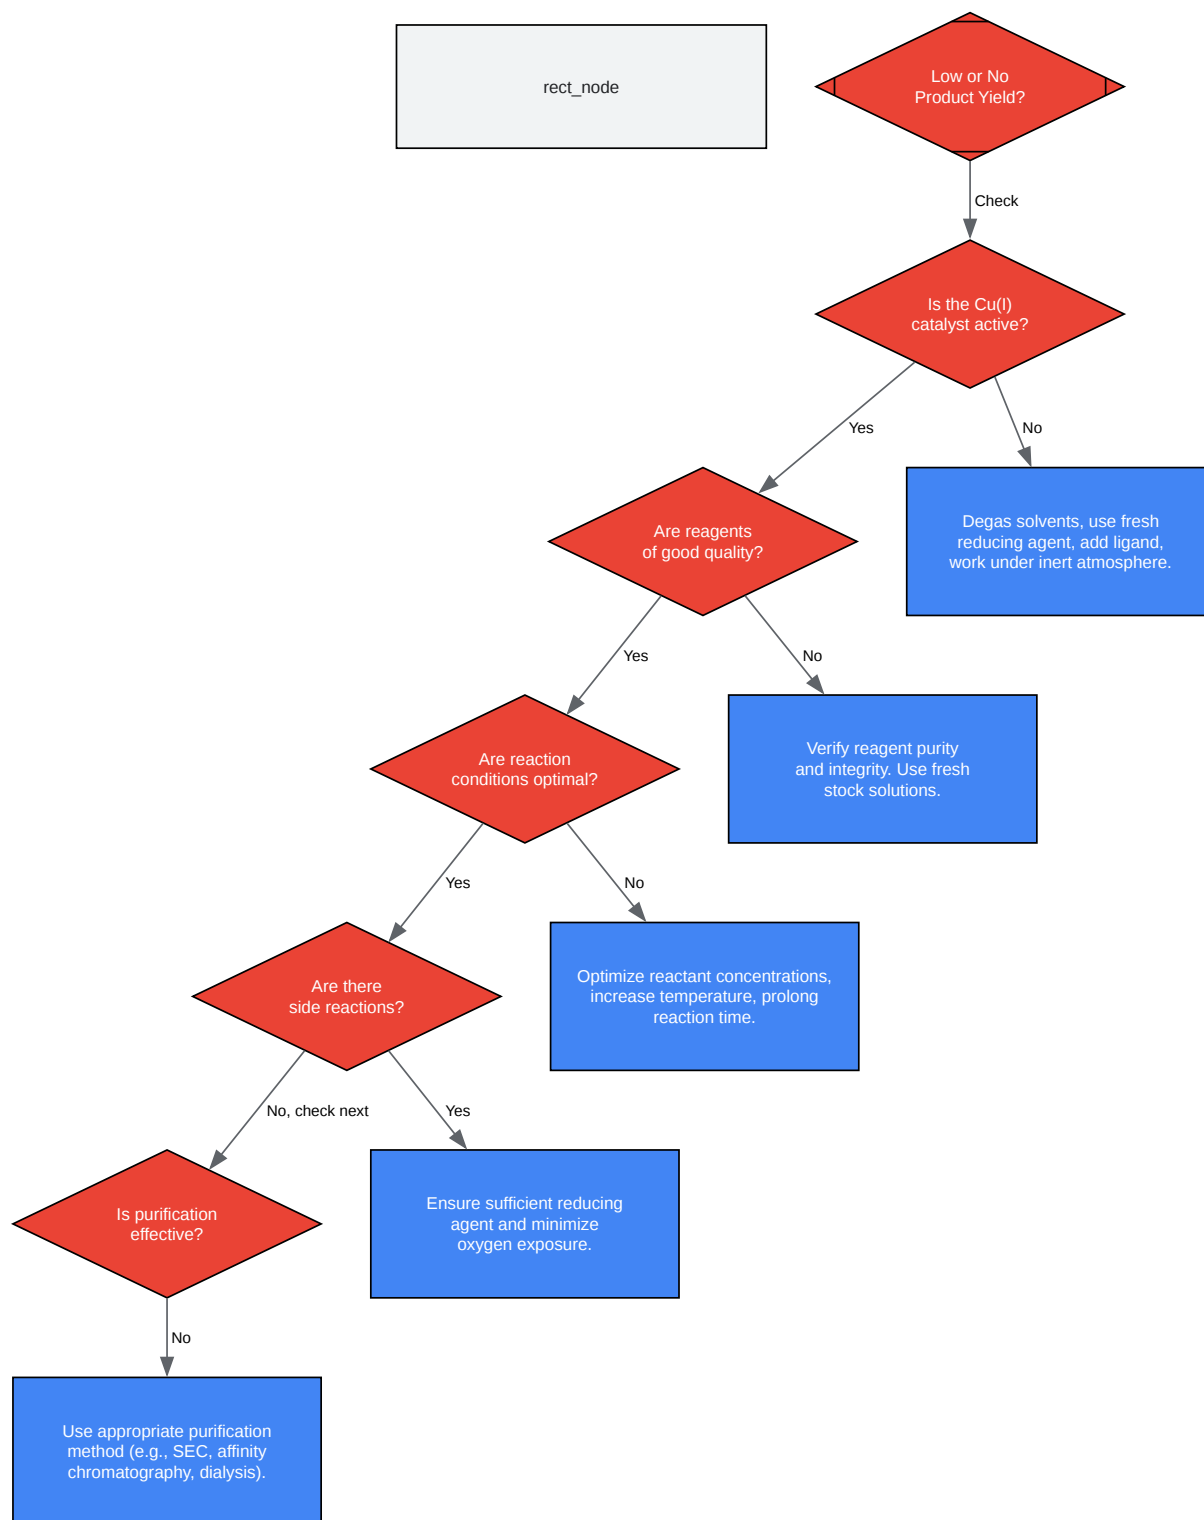 rect_node
Low or No
Product Yield?
Check
Is the Cu(I)
catalyst active?
Yes
No
Are reagents
of good quality?
Degas solvents, use fresh
reducing agent, add ligand,
work under inert atmosphere.
Yes
No
Are reaction
conditions optimal?
Verify reagent purity
and integrity. Use fresh
stock solutions.
Yes
No
Are there
side reactions?
Optimize reactant concentrations,
increase temperature, prolong
reaction time.
No, check next
Yes
Is purification
effective?
Ensure sufficient reducing
agent and minimize
oxygen exposure.
No
Use appropriate purification
method (e.g., SEC, affinity
chromatography, dialysis).